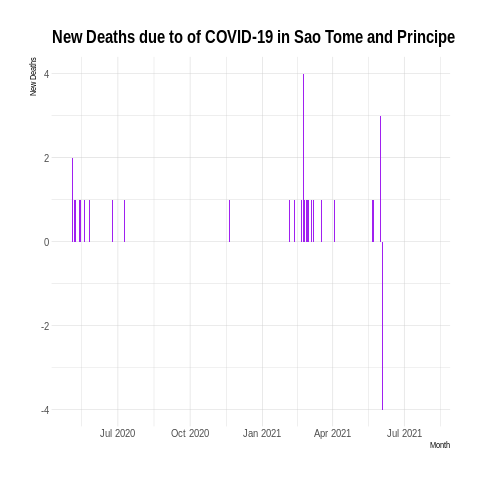 New Deaths due to of COVID-19 in Sao Tome and Principe
New Deaths
4
2
0
-2
-4
Jul 2020 Oct 2020 Jan 2021 Apr 2021 Jul 2021
Month